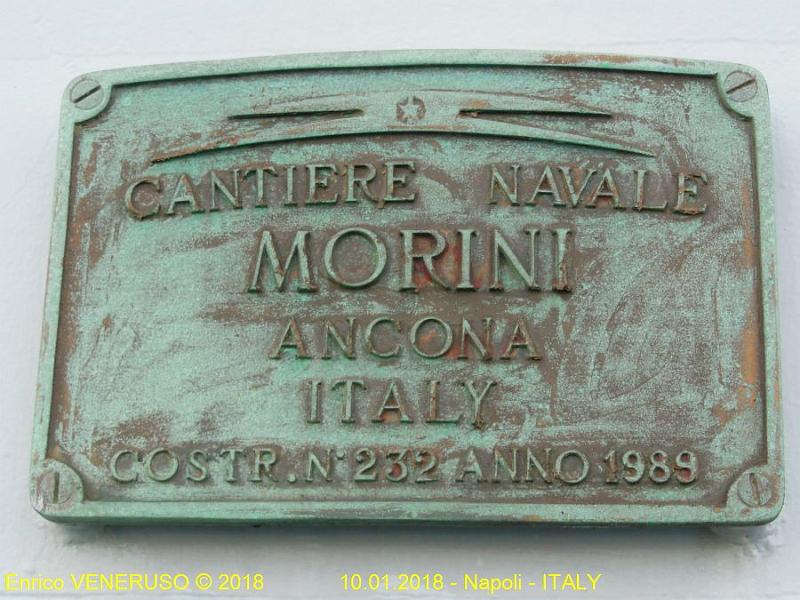 CANTIERE NAVALE
MORINI
ANCONA
ITALY
COSTR. N° 232 ANNO 1989
Enrico VENERUSO © 2018 10.01.2018 - Napoli - ITALY